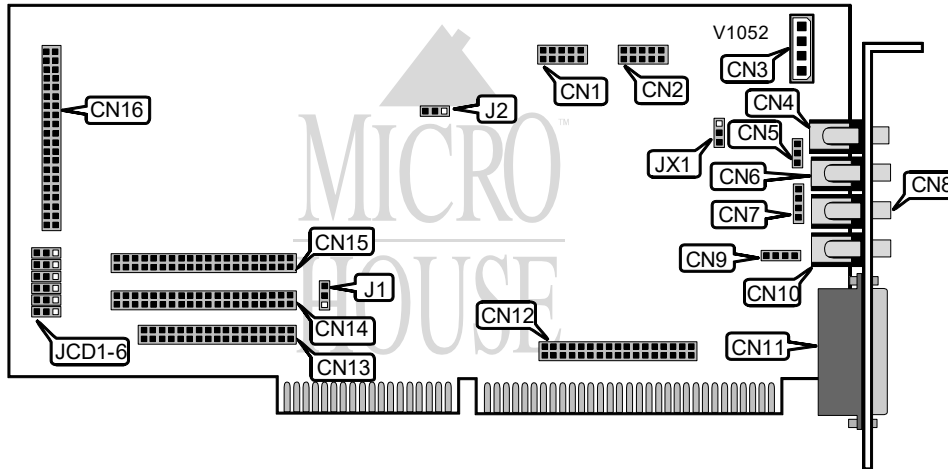 V1052
CN3
CN1
CN2
CN4
CN16
J2
CN5
JX1
CN6
CN8
CN7
MICRO
™
HOUSE
CN15
CN9
J1
CN10
CN14
CN12
CN11
JCD1-6
CN13